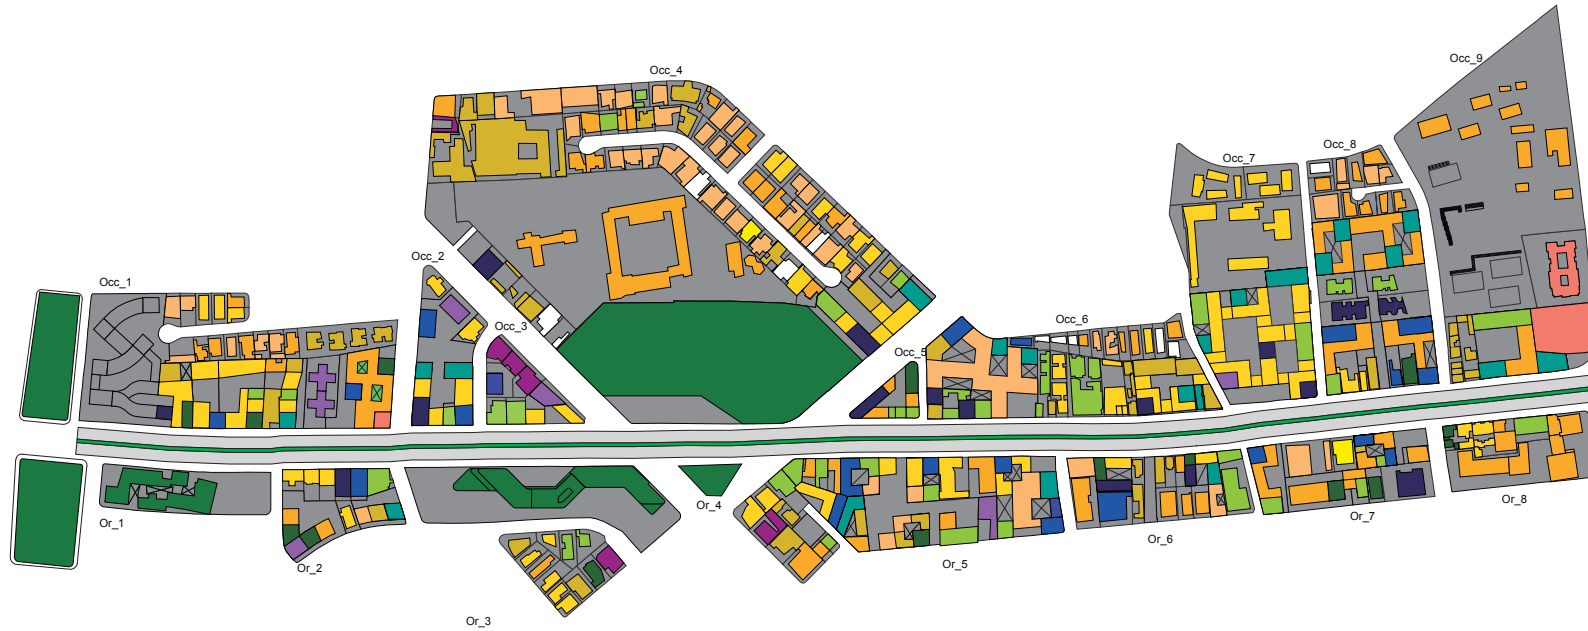 Occ_9
Occ_4
Occ_8
Occ_7
Occ_2
Occ_1
Occ_6
Occ_3
Occ_5
Or_8
Or_4
Or_7
Or_1
Or_6
Or_5
Or_2
Or_3